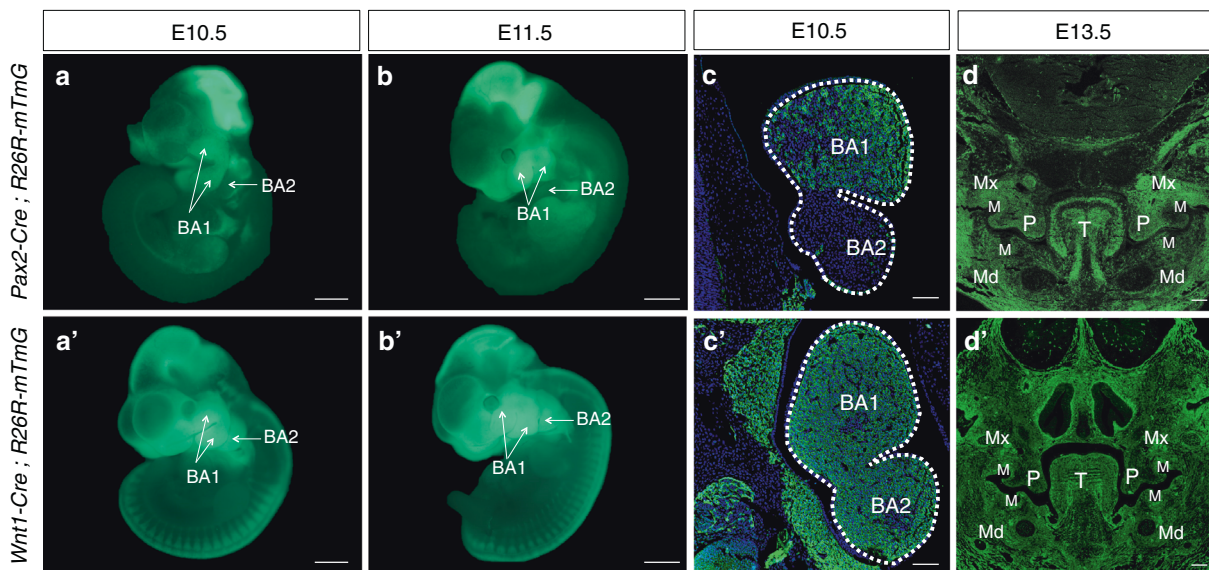 E10.5
E11.5
E10.5
E13.5
Pax2-Cre ; R26R-mTmG
a
BA1
BA2
b
BA1
BA2
c
BA1
BA2
d
Mx
Mx
M
M
P
T
P
M
M
Md
Md
Wnt1-Cre ; R26R-mTmG
a’
BA1
BA2
b’
BA1
BA2
c’
BA1
BA2
d’
Mx
Mx
M
M
P
T
P
M
M
Md
Md